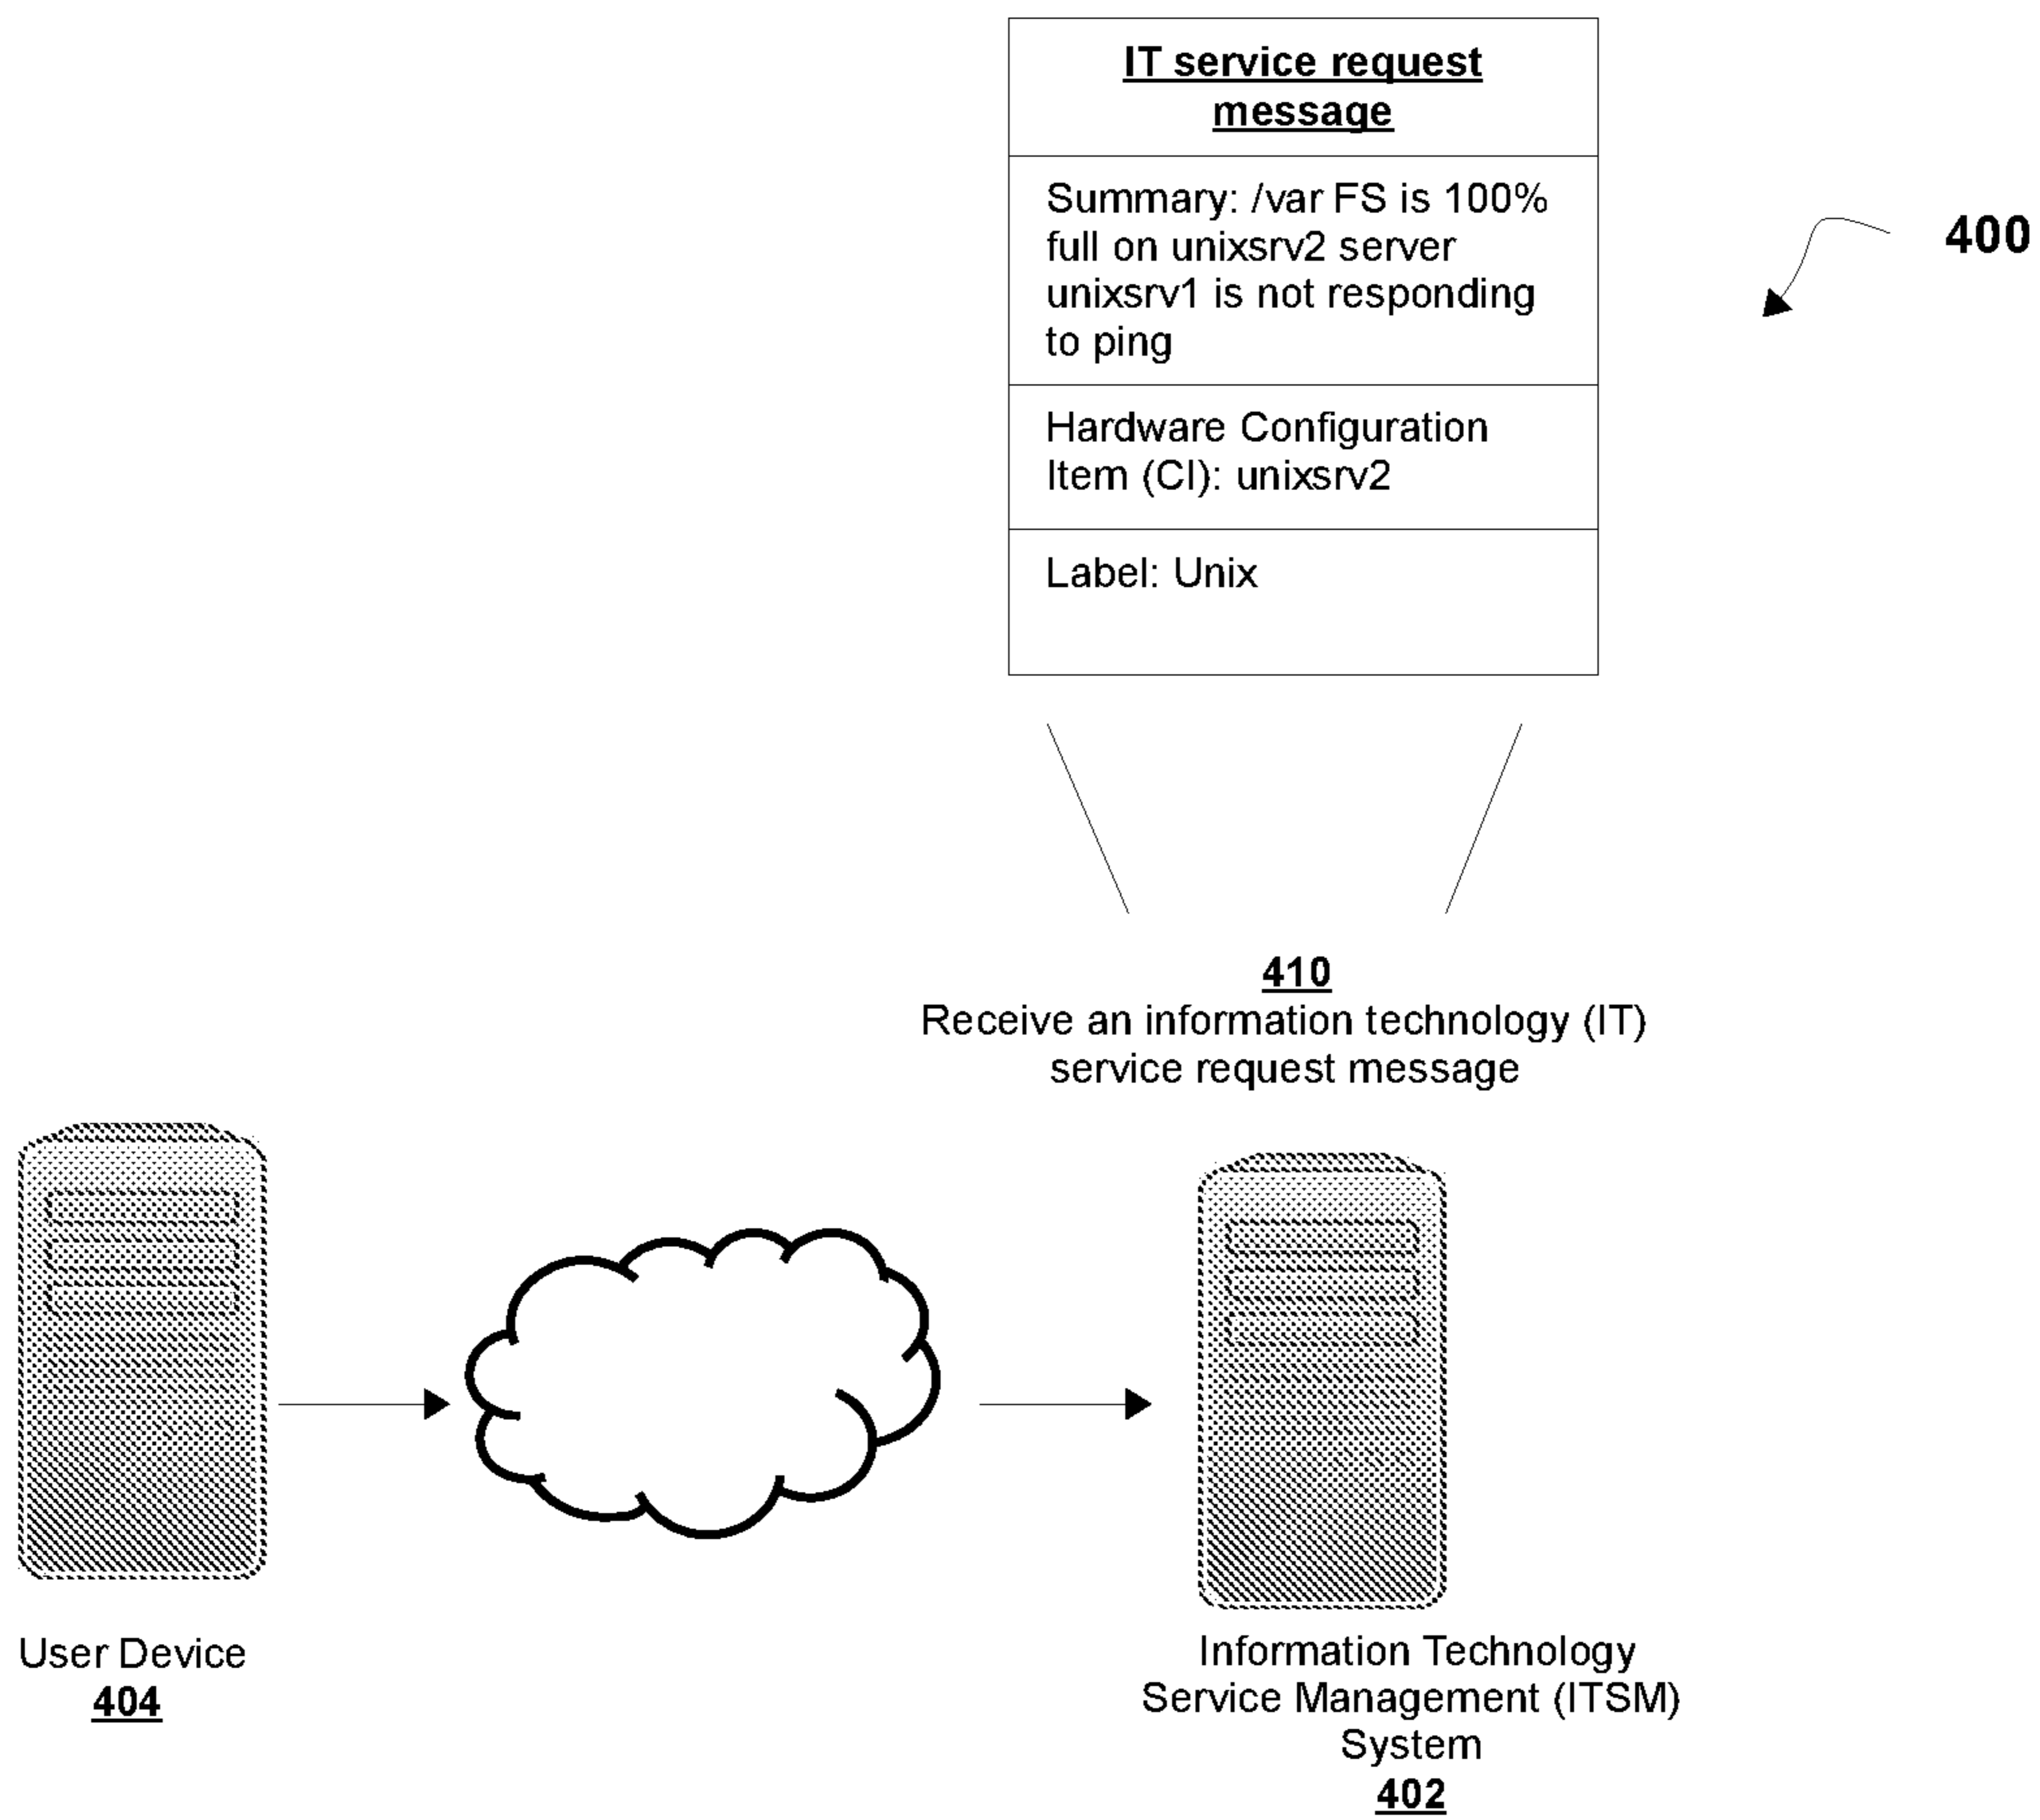 IT service request
message
Summary: /var FS is 100%
full on unixsrv2 server
unixsrv1 is not responding
to ping
400
Hardware Configuration
Item (CI): unixsrv2
Label: Unix
410
Receive an information technology (IT)
service request message
User Device
404
Information Technology
Service Management (ITSM)
System
402